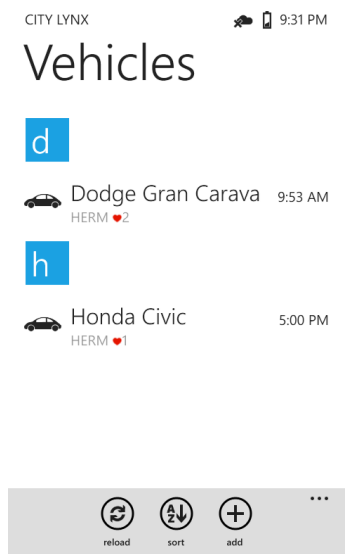 CITY LYNX 9:31 PM
Vehicles
d
Dodge Gran Carava 9:53 AM
HERM ♥2
h
Honda Civic 5:00 PM
HERM ♥1
reload sort add